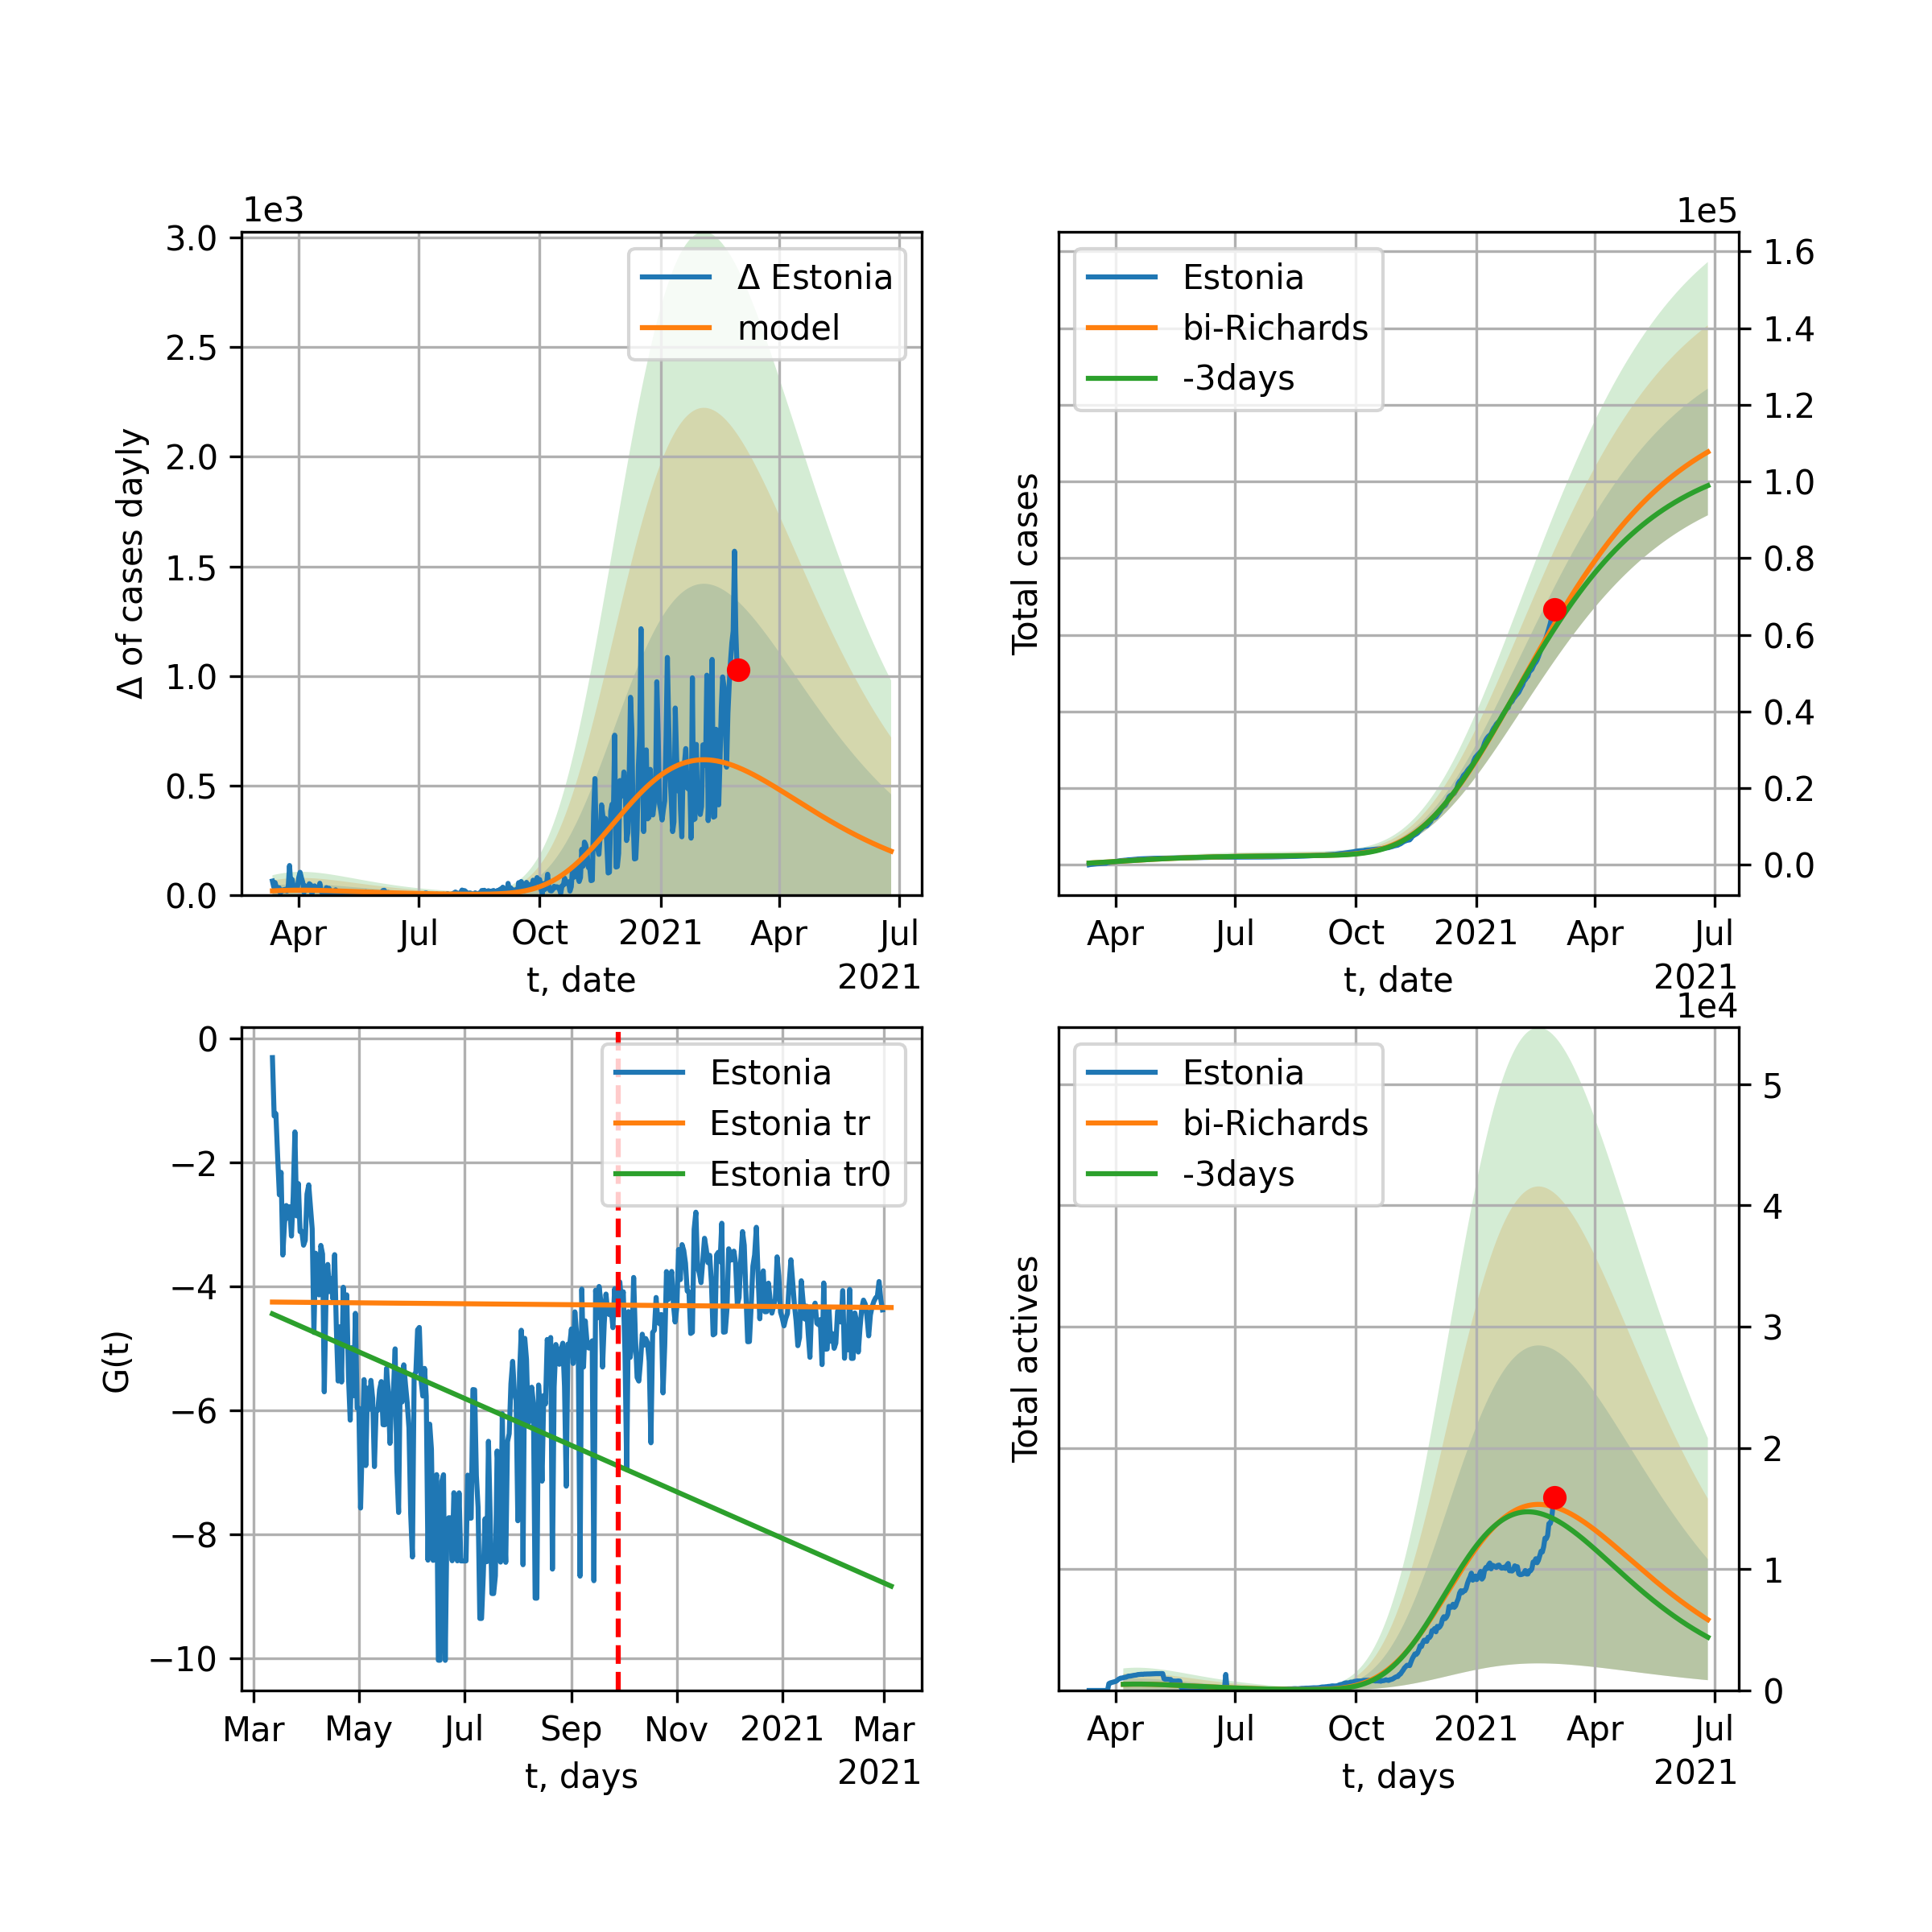 1e3
3.0
2.5
2.0
1.5
1.0
0.5
0.0
Δ of cases dayly
Δ Estonia
model
Apr Jul Oct 2021 Apr Jul
t, date
2021
1e5
1.6
1.4
1.2
1.0
0.8
0.6
0.4
0.2
0.0
Total cases
Estonia
bi-Richards
-3days
Apr Jul Oct 2021 Apr Jul
t, date
2021
0
−2
−4
−6
−8
−10
G(t)
Estonia
Estonia tr
Estonia tr0
Mar May Jul Sep Nov 2021 Mar
t, days
2021
1e4
5
4
3
2
1
0
Total actives
Estonia
bi-Richards
-3days
Apr Jul Oct 2021 Apr Jul
t, days
2021